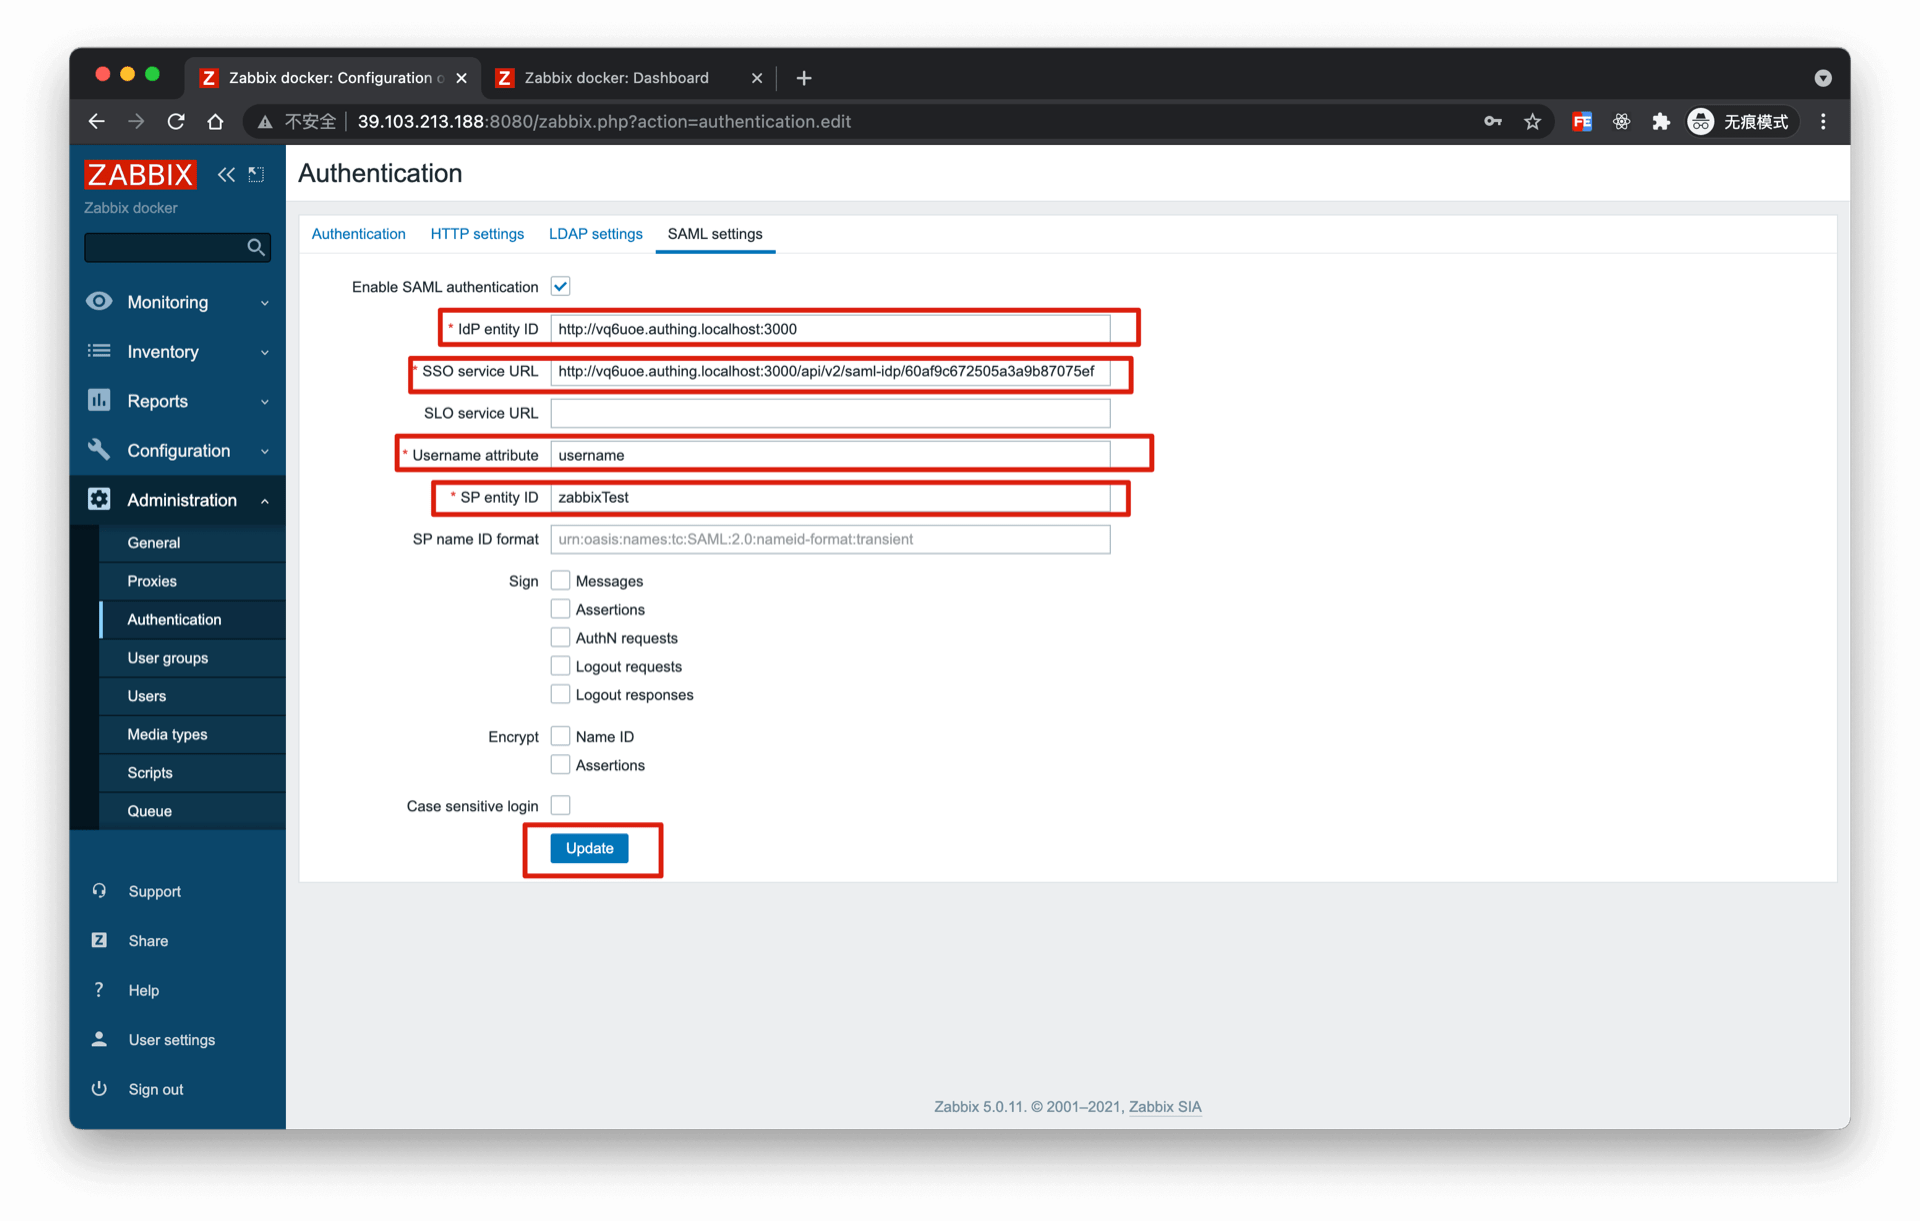 Zabbix docker: Configuration o
Zabbix docker: Dashboard
不安全 39.103.213.188:8080/zabbix.php?action=authentication.edit
FE
无痕模式
ZABBIX
Zabbix docker
Monitoring
Inventory
Reports
Configuration
Administration
General
Proxies
Authentication
User groups
Users
Media types
Scripts
Queue
Support
Share
Help
User settings
Sign out
Authentication
Authentication HTTP settings LDAP settings SAML settings
Enable SAML authentication
* IdP entity ID http://vq6uoe.authing.localhost:3000
* SSO service URL http://vq6uoe.authing.localhost:3000/api/v2/saml-idp/60af9c672505a3a9b87075ef
SLO service URL
* Username attribute username
* SP entity ID zabbixTest
SP name ID format urn:oasis:names:tc:SAML:2.0:nameid-format:transient
Sign Messages
Assertions
AuthN requests
Logout requests
Logout responses
Encrypt Name ID
Assertions
Case sensitive login
Update
Zabbix 5.0.11. © 2001–2021, Zabbix SIA